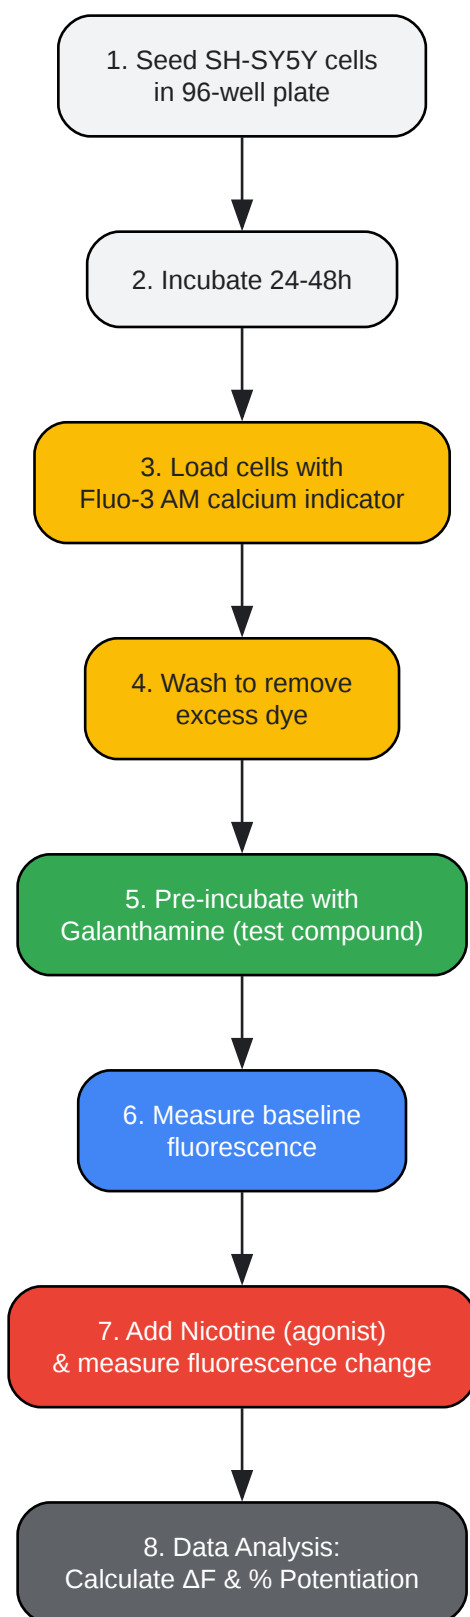 1. Seed SH-SY5Y cells
in 96-well plate
2. Incubate 24-48h
3. Load cells with
Fluo-3 AM calcium indicator
4. Wash to remove
excess dye
5. Pre-incubate with
Galanthamine (test compound)
6. Measure baseline
fluorescence
7. Add Nicotine (agonist)
& measure fluorescence change
8. Data Analysis:
Calculate ΔF & % Potentiation